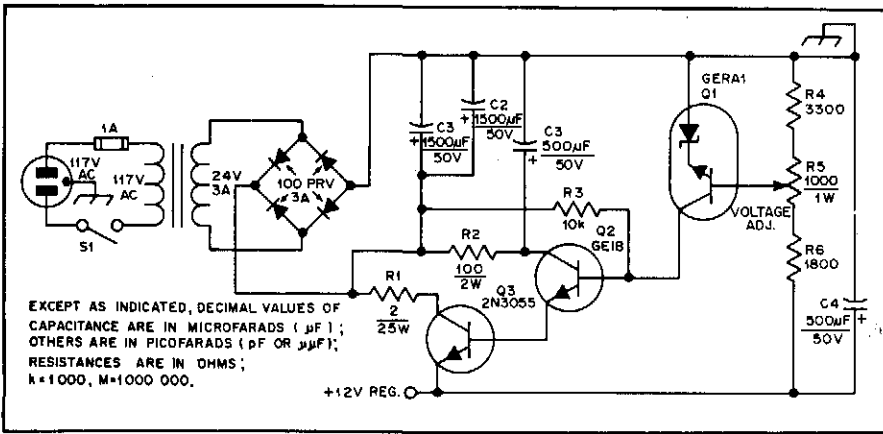 1A
117V
AC
117V
AC
S1
24V
3A
100 PRV
3A
C3
+ 1500µF
50V
C2
+ 1500µF
50V
C3
+ 500µF
50V
R3
10k
R2
100
2W
R1
2
25W
Q2
GE18
Q3
2N3055
GERA1
Q1
R4
3300
R5
1000
1W
VOLTAGE
ADJ.
R6
1800
C4
500µF
50V
+
+12V REG.
EXCEPT AS INDICATED, DECIMAL VALUES OF
CAPACITANCE ARE IN MICROFARADS ( µF ) ;
OTHERS ARE IN PICOFARADS ( pF OR µµF);
RESISTANCES ARE IN OHMS ;
k=1000, M=1000 000.